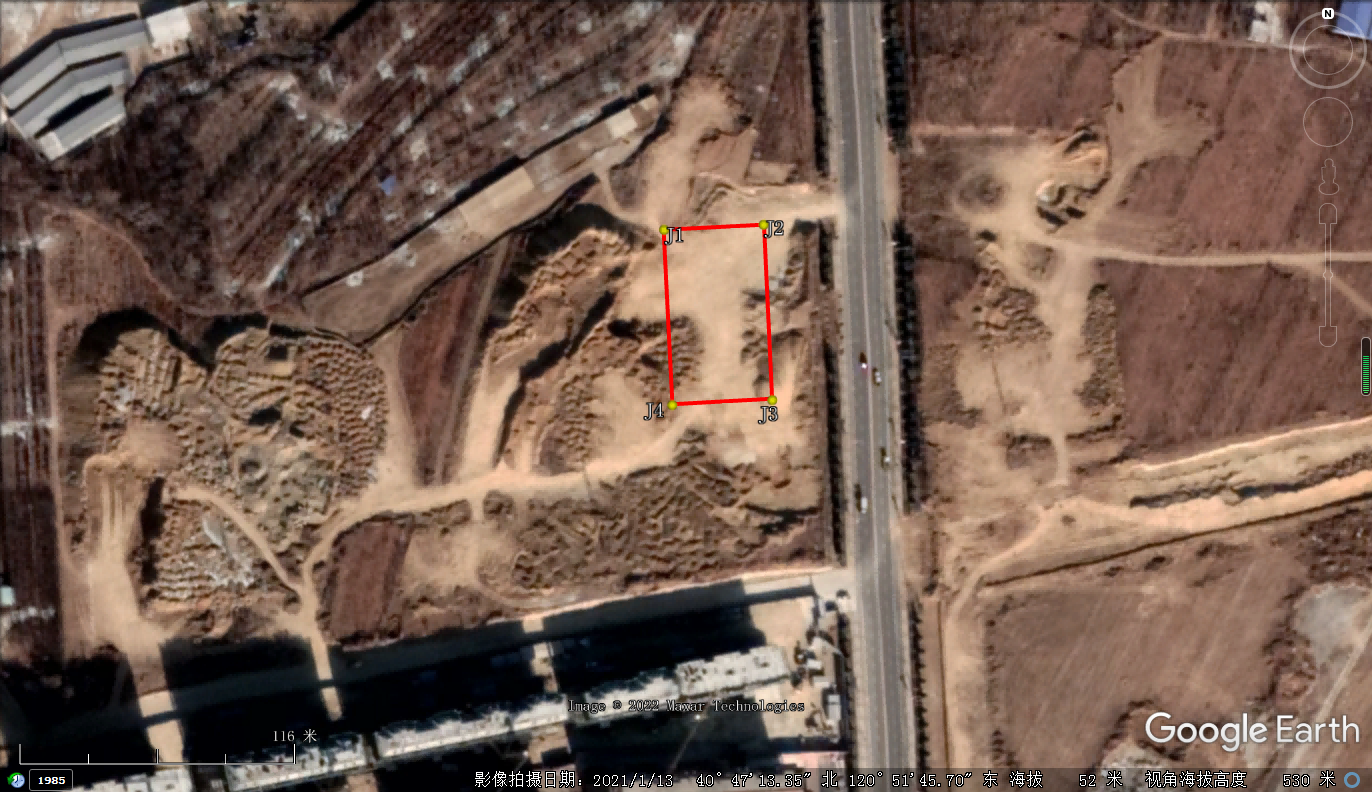 N
J1
J2
J4
J3
Image © 2022 Maxar Technologies
116 米
Google Earth
1985
影像拍摄日期: 2021/1/13 40°47'13.35" 北 120°51'45.70" 东 海拔 52 米 视角海拔高度 530 米